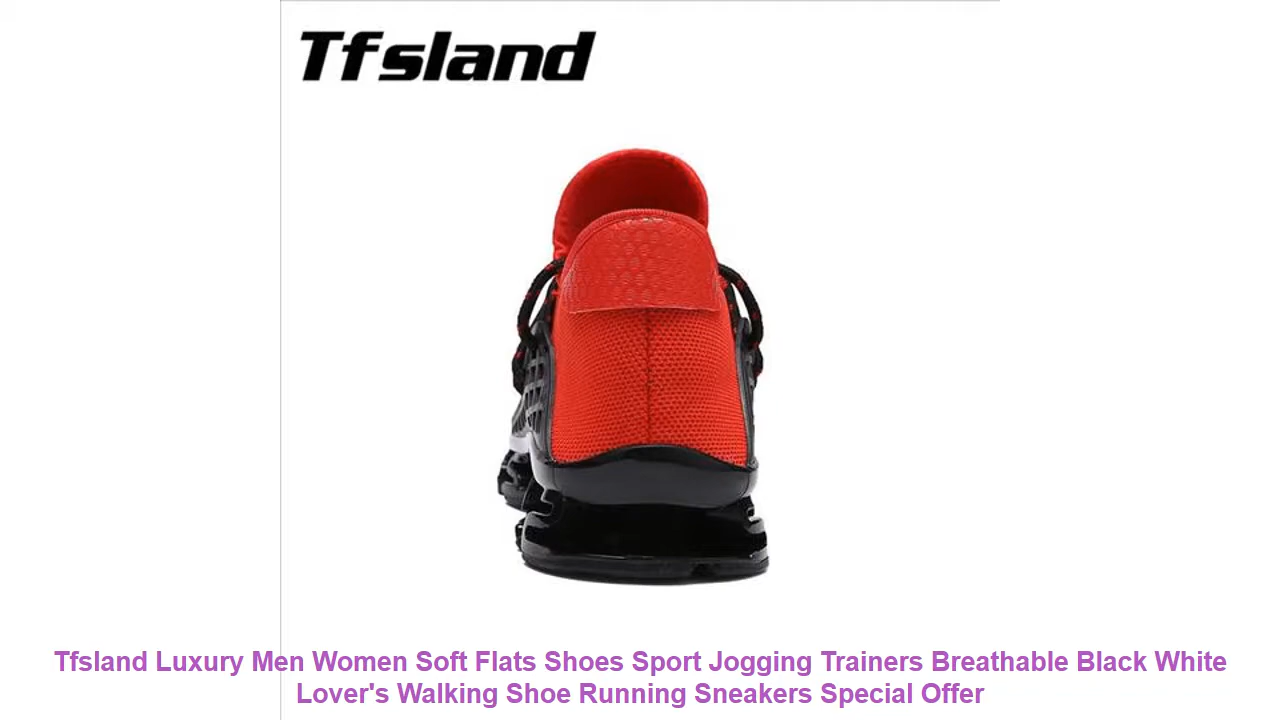 Tfsland
Tfsland Luxury Men Women Soft Flats Shoes Sport Jogging Trainers Breathable Black White
Lover's Walking Shoe Running Sneakers Special Offer